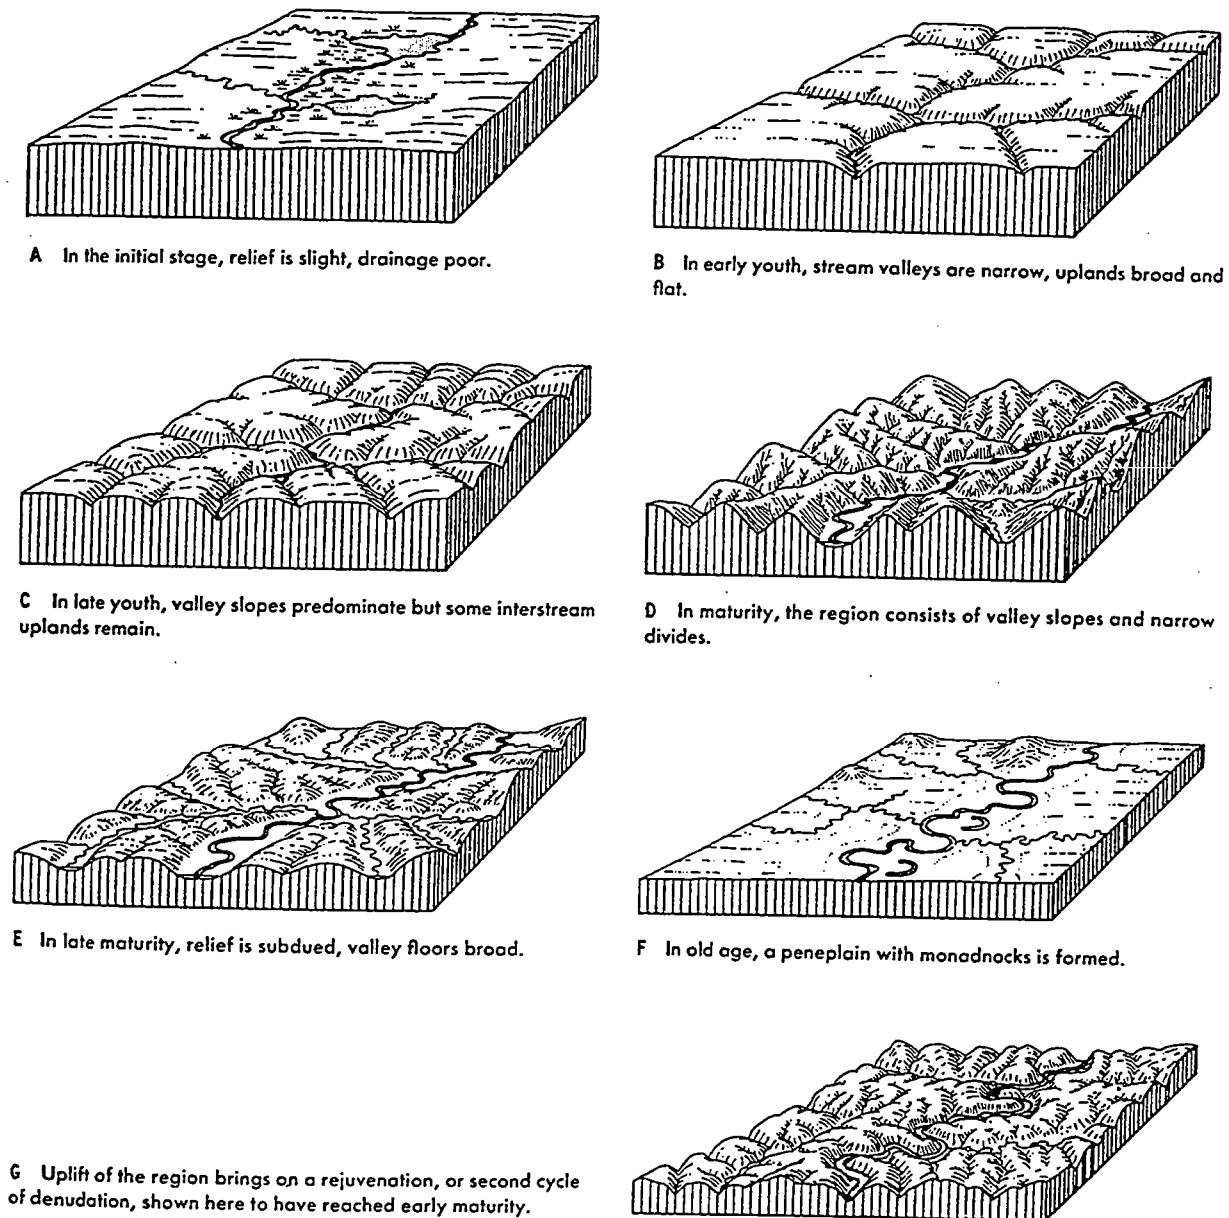 A In the initial stage, relief is slight, drainage poor.
B In early youth, stream valleys are narrow, uplands broad and
flat.
C In late youth, valley slopes predominate but some interstream
uplands remain.
D In maturity, the region consists of valley slopes and narrow
divides.
E In late maturity, relief is subdued, valley floors broad.
F In old age, a peneplain with monadnocks is formed.
G Uplift of the region brings on a rejuvenation, or second cycle
of denudation, shown here to have reached early maturity.